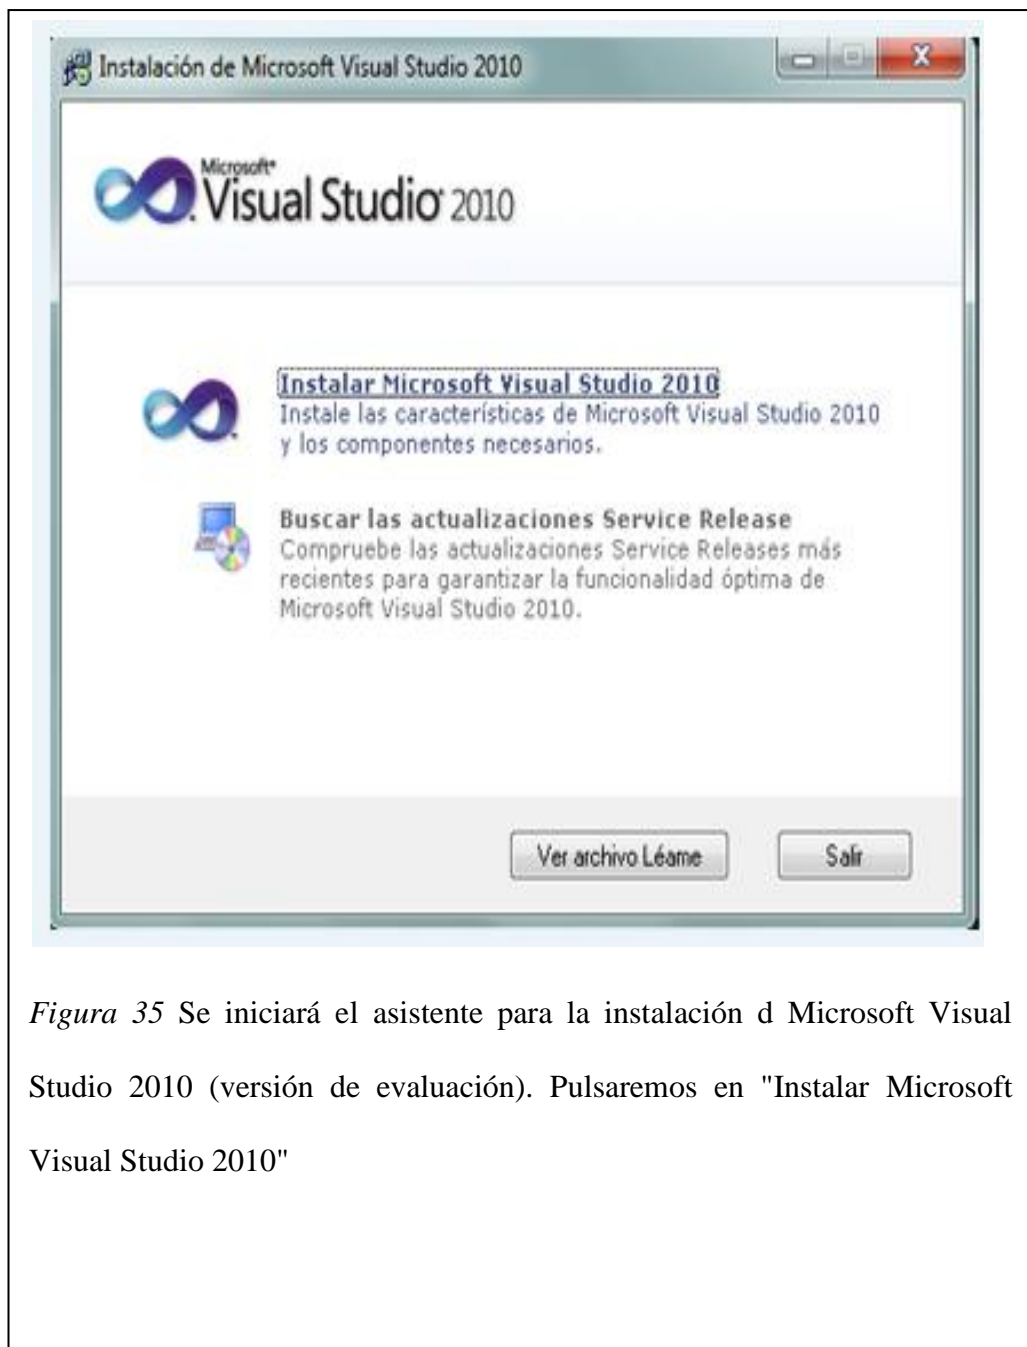 Instalación de Microsoft Visual Studio 2010
Microsoft®
Visual Studio 2010
Instalar Microsoft Visual Studio 2010
Instale las características de Microsoft Visual Studio 2010
y los componentes necesarios.
Buscar las actualizaciones Service Release
Compruebe las actualizaciones Service Releases más
recientes para garantizar la funcionalidad óptima de
Microsoft Visual Studio 2010.
Ver archivo Léame
Salir
Figura 35 Se iniciará el asistente para la instalación d Microsoft Visual
Studio 2010 (versión de evaluación). Pulsaremos en "Instalar Microsoft
Visual Studio 2010"